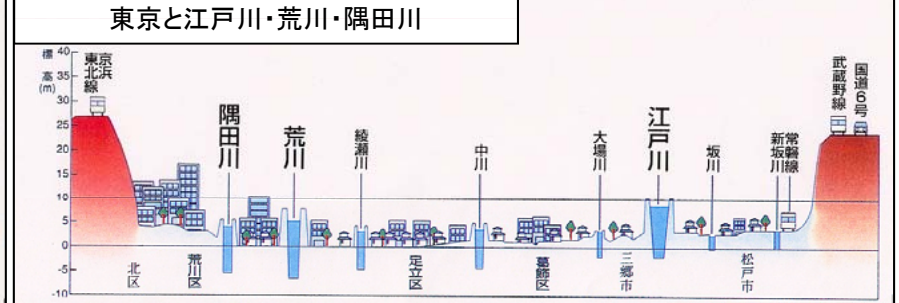 東京と江戸川・荒川・隅田川
標高(m)
40
35
30
25
20
15
10
5
0
-5
-10
京浜東北線
隅田川
荒川
綾瀬川
中川
大場川
江戸川
坂川
新坂川
常磐線
武蔵野線
国道6号
北区
荒川区
足立区
葛飾区
三郷市
松戸市